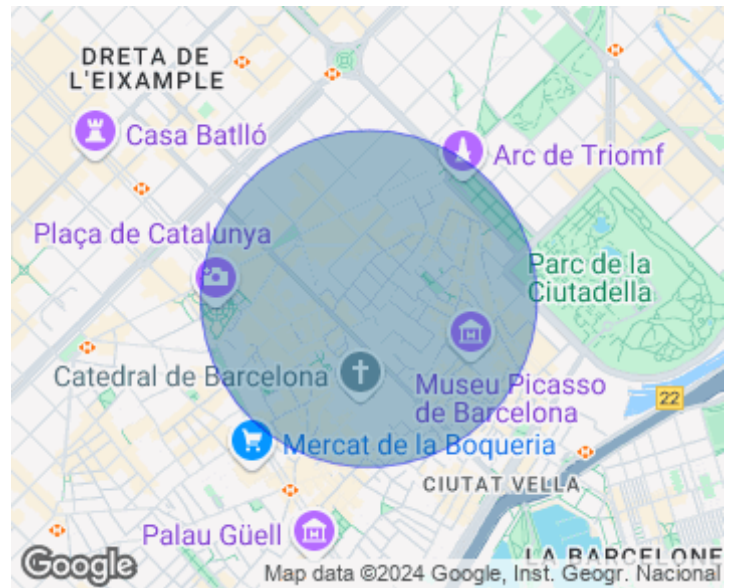 DRETA DE
L'EIXAMPLE
Casa Batlló
Arc de Triomf
Plaça de Catalunya
Parc de la
Ciutadella
Catedral de Barcelona
Museu Picasso
de Barcelona
22
Mercat de la Boqueria
CIUTAT VELLA
Palau Güell
LA BARCELONE
Google
Map data ©2024 Google, Inst. Geogr. Nacional